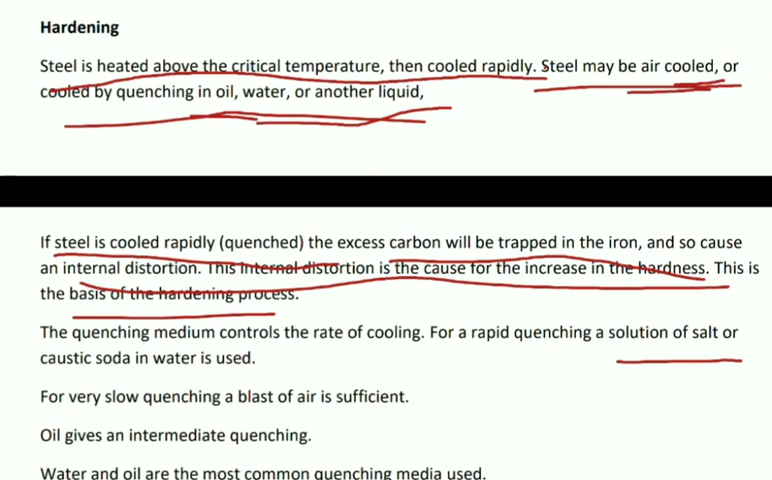 Hardening
Steel is heated above the critical temperature, then cooled rapidly. Steel may be air cooled, or
cooled by quenching in oil, water, or another liquid,
If steel is cooled rapidly (quenched) the excess carbon will be trapped in the iron, and so cause
an internal distortion. This internal distortion is the cause for the increase in the hardness. This is
the basis of the hardening process.
The quenching medium controls the rate of cooling. For a rapid quenching a solution of salt or
caustic soda in water is used.
For very slow quenching a blast of air is sufficient.
Oil gives an intermediate quenching.
Water and oil are the most common quenching media used.